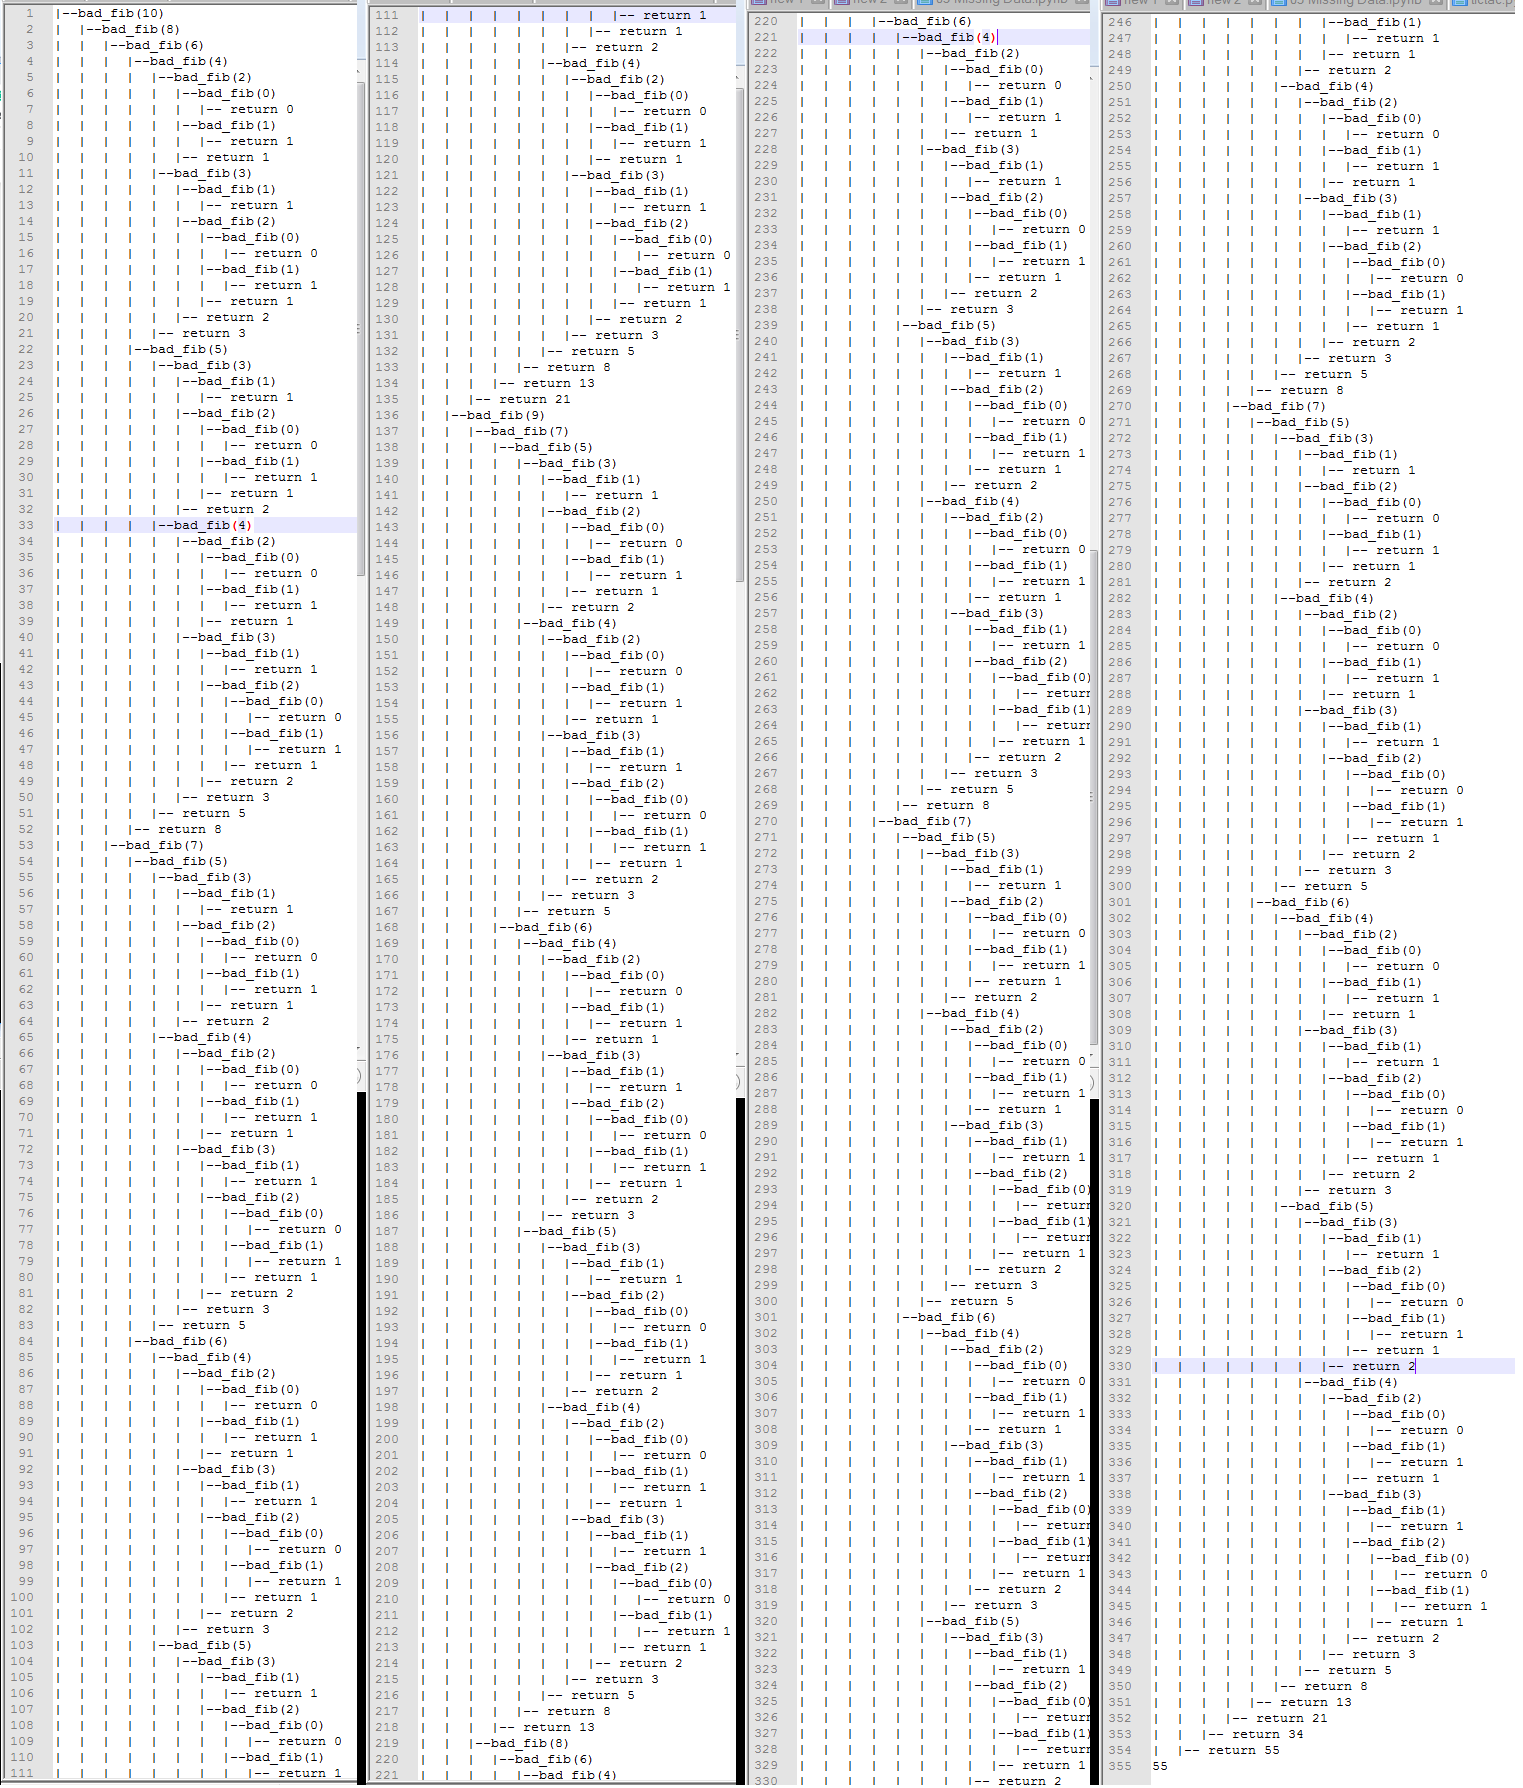 1 |--bad_fib(10)
2 |--bad_fib(8)
3 |--bad_fib(6)
4 |--bad_fib(4)
5 |--bad_fib(2)
6 |--bad_fib(0)
7 |-- return 0
8 |--bad_fib(1)
9 |-- return 1
10 |-- return 1
11 |--bad_fib(3)
12 |--bad_fib(1)
13 |-- return 1
14 |--bad_fib(2)
15 |--bad_fib(0)
16 |-- return 0
17 |--bad_fib(1)
18 |-- return 1
19 |-- return 1
20 |-- return 2
21 |-- return 3
22 |--bad_fib(5)
23 |--bad_fib(3)
24 |--bad_fib(1)
25 |-- return 1
26 |--bad_fib(2)
27 |--bad_fib(0)
28 |-- return 0
29 |--bad_fib(1)
30 |-- return 1
31 |-- return 1
32 |-- return 2
33 |--bad_fib(4)
34 |--bad_fib(2)
35 |--bad_fib(0)
36 |-- return 0
37 |--bad_fib(1)
38 |-- return 1
39 |-- return 1
40 |--bad_fib(3)
41 |--bad_fib(1)
42 |-- return 1
43 |--bad_fib(2)
44 |--bad_fib(0)
45 |-- return 0
46 |--bad_fib(1)
47 |-- return 1
48 |-- return 1
49 |-- return 2
50 |-- return 3
51 |-- return 5
52 |-- return 8
53 |--bad_fib(7)
54 |--bad_fib(5)
55 |--bad_fib(3)
56 |--bad_fib(1)
57 |-- return 1
58 |--bad_fib(2)
59 |--bad_fib(0)
60 |-- return 0
61 |--bad_fib(1)
62 |-- return 1
63 |-- return 1
64 |-- return 2
65 |--bad_fib(4)
66 |--bad_fib(2)
67 |--bad_fib(0)
68 |-- return 0
69 |--bad_fib(1)
70 |-- return 1
71 |-- return 1
72 |--bad_fib(3)
73 |--bad_fib(1)
74 |-- return 1
75 |--bad_fib(2)
76 |--bad_fib(0)
77 |-- return 0
78 |--bad_fib(1)
79 |-- return 1
80 |-- return 1
81 |-- return 2
82 |-- return 3
83 |-- return 5
84 |--bad_fib(6)
85 |--bad_fib(4)
86 |--bad_fib(2)
87 |--bad_fib(0)
88 |-- return 0
89 |--bad_fib(1)
90 |-- return 1
91 |-- return 1
92 |--bad_fib(3)
93 |--bad_fib(1)
94 |-- return 1
95 |--bad_fib(2)
96 |--bad_fib(0)
97 |-- return 0
98 |--bad_fib(1)
99 |-- return 1
100 |-- return 1
101 |-- return 2
102 |-- return 3
103 |--bad_fib(5)
104 |--bad_fib(3)
105 |--bad_fib(1)
106 |-- return 1
107 |--bad_fib(2)
108 |--bad_fib(0)
109 |-- return 0
110 |--bad_fib(1)
111 |-- return 1
111 |-- return 1
112 |-- return 1
113 |-- return 2
114 |--bad_fib(4)
115 |--bad_fib(2)
116 |--bad_fib(0)
117 |-- return 0
118 |--bad_fib(1)
119 |-- return 1
120 |-- return 1
121 |--bad_fib(3)
122 |--bad_fib(1)
123 |-- return 1
124 |--bad_fib(2)
125 |--bad_fib(0)
126 |-- return 0
127 |--bad_fib(1)
128 |-- return 1
129 |-- return 1
130 |-- return 2
131 |-- return 3
132 |-- return 5
133 |-- return 8
134 |-- return 13
135 |-- return 21
136 |--bad_fib(9)
137 |--bad_fib(7)
138 |--bad_fib(5)
139 |--bad_fib(3)
140 |--bad_fib(1)
141 |-- return 1
142 |--bad_fib(2)
143 |--bad_fib(0)
144 |-- return 0
145 |--bad_fib(1)
146 |-- return 1
147 |-- return 1
148 |-- return 2
149 |--bad_fib(4)
150 |--bad_fib(2)
151 |--bad_fib(0)
152 |-- return 0
153 |--bad_fib(1)
154 |-- return 1
155 |-- return 1
156 |--bad_fib(3)
157 |--bad_fib(1)
158 |-- return 1
159 |--bad_fib(2)
160 |--bad_fib(0)
161 |-- return 0
162 |--bad_fib(1)
163 |-- return 1
164 |-- return 1
165 |-- return 2
166 |-- return 3
167 |-- return 5
168 |--bad_fib(6)
169 |--bad_fib(4)
170 |--bad_fib(2)
171 |--bad_fib(0)
172 |-- return 0
173 |--bad_fib(1)
174 |-- return 1
175 |-- return 1
176 |--bad_fib(3)
177 |--bad_fib(1)
178 |-- return 1
179 |--bad_fib(2)
180 |--bad_fib(0)
181 |-- return 0
182 |--bad_fib(1)
183 |-- return 1
184 |-- return 1
185 |-- return 2
186 |-- return 3
187 |--bad_fib(5)
188 |--bad_fib(3)
189 |--bad_fib(1)
190 |-- return 1
191 |--bad_fib(2)
192 |--bad_fib(0)
193 |-- return 0
194 |--bad_fib(1)
195 |-- return 1
196 |-- return 1
197 |-- return 2
198 |--bad_fib(4)
199 |--bad_fib(2)
200 |--bad_fib(0)
201 |-- return 0
202 |--bad_fib(1)
203 |-- return 1
204 |-- return 1
205 |--bad_fib(3)
206 |--bad_fib(1)
207 |-- return 1
208 |--bad_fib(2)
209 |--bad_fib(0)
210 |-- return 0
211 |--bad_fib(1)
212 |-- return 1
213 |-- return 1
214 |-- return 2
215 |-- return 3
216 |-- return 5
217 |-- return 8
218 |-- return 13
219 |--bad_fib(8)
220 |--bad_fib(6)
221 |--bad_fib(4)
220 |--bad_fib(6)
221 |--bad_fib(4)
222 |--bad_fib(2)
223 |--bad_fib(0)
224 |-- return 0
225 |--bad_fib(1)
226 |-- return 1
227 |-- return 1
228 |--bad_fib(3)
229 |--bad_fib(1)
230 |-- return 1
231 |--bad_fib(2)
232 |--bad_fib(0)
233 |-- return 0
234 |--bad_fib(1)
235 |-- return 1
236 |-- return 1
237 |-- return 2
238 |-- return 3
239 |--bad_fib(5)
240 |--bad_fib(3)
241 |--bad_fib(1)
242 |-- return 1
243 |--bad_fib(2)
244 |--bad_fib(0)
245 |-- return 0
246 |--bad_fib(1)
247 |-- return 1
248 |-- return 1
249 |-- return 2
250 |--bad_fib(4)
251 |--bad_fib(2)
252 |--bad_fib(0)
253 |-- return 0
254 |--bad_fib(1)
255 |-- return 1
256 |-- return 1
257 |--bad_fib(3)
258 |--bad_fib(1)
259 |-- return 1
260 |--bad_fib(2)
261 |--bad_fib(0)
262 |-- return
263 |--bad_fib(1)
264 |-- return
265 |-- return 1
266 |-- return 2
267 |-- return 3
268 |-- return 5
269 |-- return 8
270 |--bad_fib(7)
271 |--bad_fib(5)
272 |--bad_fib(3)
273 |--bad_fib(1)
274 |-- return 1
275 |--bad_fib(2)
276 |--bad_fib(0)
277 |-- return 0
278 |--bad_fib(1)
279 |-- return 1
280 |-- return 1
281 |-- return 2
282 |--bad_fib(4)
283 |--bad_fib(2)
284 |--bad_fib(0)
285 |-- return 0
286 |--bad_fib(1)
287 |-- return 1
288 |-- return 1
289 |--bad_fib(3)
290 |--bad_fib(1)
291 |-- return 1
292 |--bad_fib(2)
293 |--bad_fib(0)
294 |-- return
295 |--bad_fib(1)
296 |-- return
297 |-- return 1
298 |-- return 2
299 |-- return 3
300 |-- return 5
301 |--bad_fib(6)
302 |--bad_fib(4)
303 |--bad_fib(2)
304 |--bad_fib(0)
305 |-- return 0
306 |--bad_fib(1)
307 |-- return 1
308 |-- return 1
309 |--bad_fib(3)
310 |--bad_fib(1)
311 |-- return 1
312 |--bad_fib(2)
313 |--bad_fib(0)
314 |-- return
315 |--bad_fib(1)
316 |-- return
317 |-- return 1
318 |-- return 2
319 |-- return 3
320 |--bad_fib(5)
321 |--bad_fib(3)
322 |--bad_fib(1)
323 |-- return 1
324 |--bad_fib(2)
325 |--bad_fib(0)
326 |-- return
327 |--bad_fib(1)
328 |-- return
329 |-- return 1
330 |-- return 2
246 |--bad_fib(1)
247 |-- return 1
248 |-- return 1
249 |-- return 2
250 |--bad_fib(4)
251 |--bad_fib(2)
252 |--bad_fib(0)
253 |-- return 0
254 |--bad_fib(1)
255 |-- return 1
256 |-- return 1
257 |--bad_fib(3)
258 |--bad_fib(1)
259 |-- return 1
260 |--bad_fib(2)
261 |--bad_fib(0)
262 |-- return 0
263 |--bad_fib(1)
264 |-- return 1
265 |-- return 1
266 |-- return 2
267 |-- return 3
268 |-- return 5
269 |-- return 8
270 |--bad_fib(7)
271 |--bad_fib(5)
272 |--bad_fib(3)
273 |--bad_fib(1)
274 |-- return 1
275 |--bad_fib(2)
276 |--bad_fib(0)
277 |-- return 0
278 |--bad_fib(1)
279 |-- return 1
280 |-- return 1
281 |-- return 2
282 |--bad_fib(4)
283 |--bad_fib(2)
284 |--bad_fib(0)
285 |-- return 0
286 |--bad_fib(1)
287 |-- return 1
288 |-- return 1
289 |--bad_fib(3)
290 |--bad_fib(1)
291 |-- return 1
292 |--bad_fib(2)
293 |--bad_fib(0)
294 |-- return 0
295 |--bad_fib(1)
296 |-- return 1
297 |-- return 1
298 |-- return 2
299 |-- return 3
300 |-- return 5
301 |--bad_fib(6)
302 |--bad_fib(4)
303 |--bad_fib(2)
304 |--bad_fib(0)
305 |-- return 0
306 |--bad_fib(1)
307 |-- return 1
308 |-- return 1
309 |--bad_fib(3)
310 |--bad_fib(1)
311 |-- return 1
312 |--bad_fib(2)
313 |--bad_fib(0)
314 |-- return 0
315 |--bad_fib(1)
316 |-- return 1
317 |-- return 1
318 |-- return 2
319 |-- return 3
320 |--bad_fib(5)
321 |--bad_fib(3)
322 |--bad_fib(1)
323 |-- return 1
324 |--bad_fib(2)
325 |--bad_fib(0)
326 |-- return 0
327 |--bad_fib(1)
328 |-- return 1
329 |-- return 1
330 |-- return 2
331 |--bad_fib(4)
332 |--bad_fib(2)
333 |--bad_fib(0)
334 |-- return 0
335 |--bad_fib(1)
336 |-- return 1
337 |-- return 1
338 |--bad_fib(3)
339 |--bad_fib(1)
340 |-- return 1
341 |--bad_fib(2)
342 |--bad_fib(0)
343 |-- return 0
344 |--bad_fib(1)
345 |-- return 1
346 |-- return 1
347 |-- return 2
348 |-- return 3
349 |-- return 5
350 |-- return 8
351 |-- return 13
352 |-- return 21
353 |-- return 34
354 |-- return 55
355 55